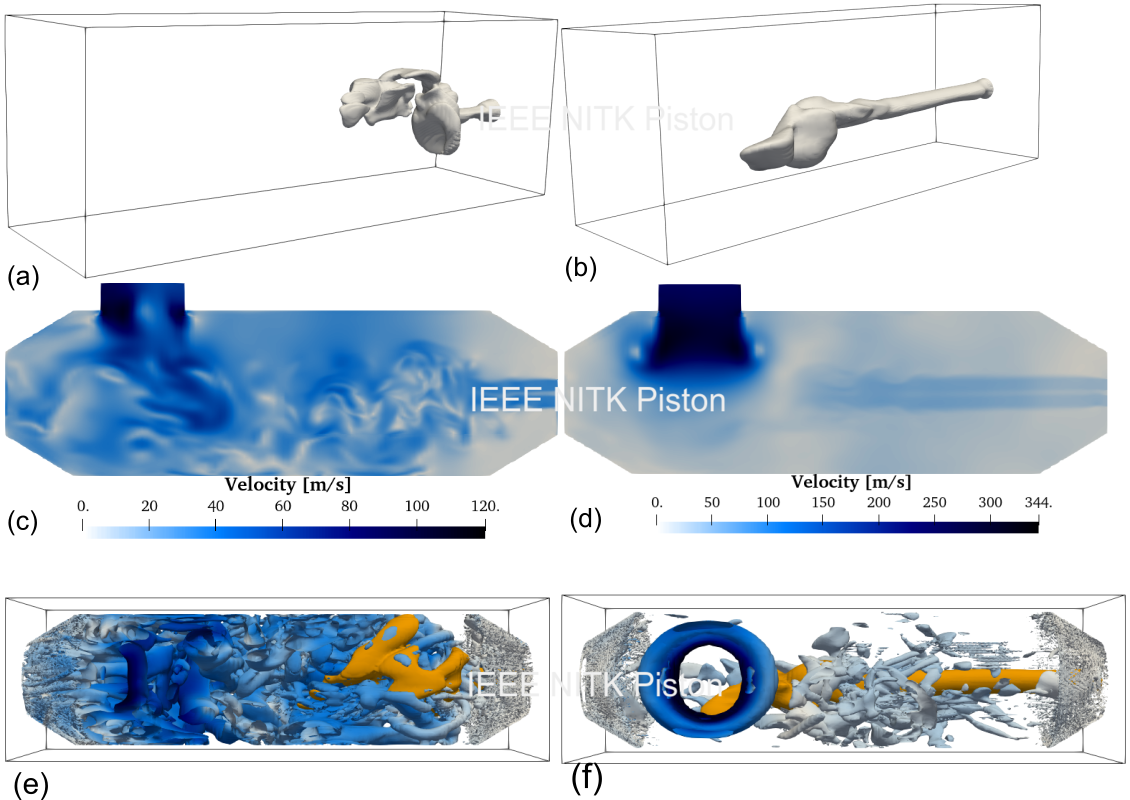 IEEE NITK Piston
(a)
(b)
IEEE NITK Piston
Velocity [m/s]
0. 20 40 60 80 100 120.
(c)
Velocity [m/s]
0. 50 100 150 200 250 300 344.
(d)
IEEE NITK Piston
(e)
(f)